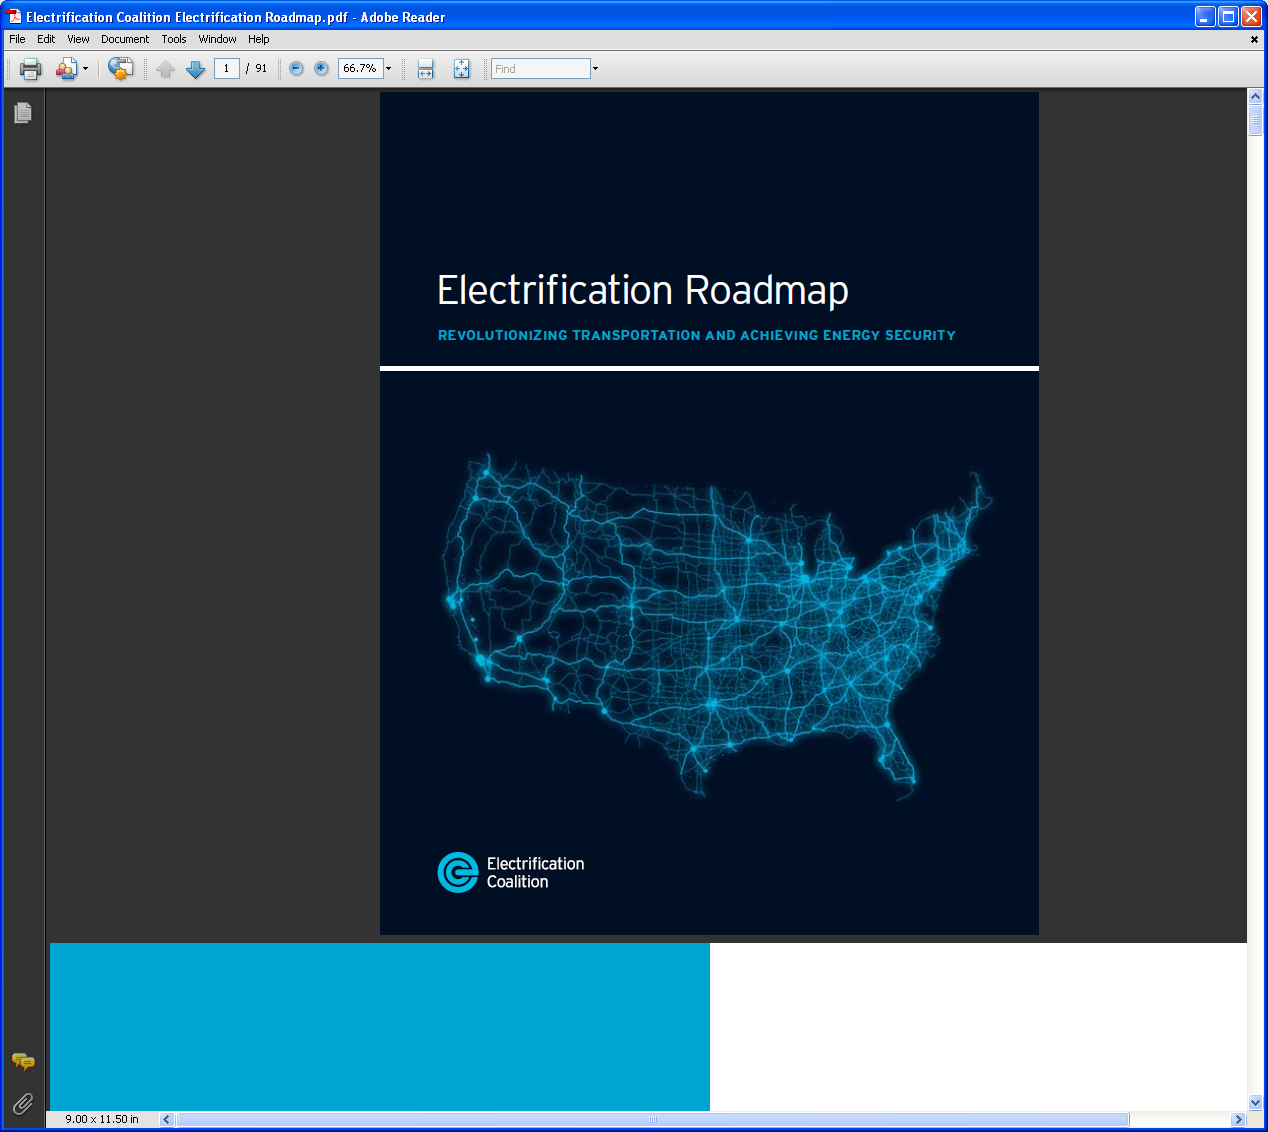 Electrification Coalition Electrification Roadmap.pdf - Adobe Reader
File Edit View Document Tools Window Help
1 / 91 66.7% Find
Electrification Roadmap
REVOLUTIONIZING TRANSPORTATION AND ACHIEVING ENERGY SECURITY
Electrification
Coalition
9.00 x 11.50 in